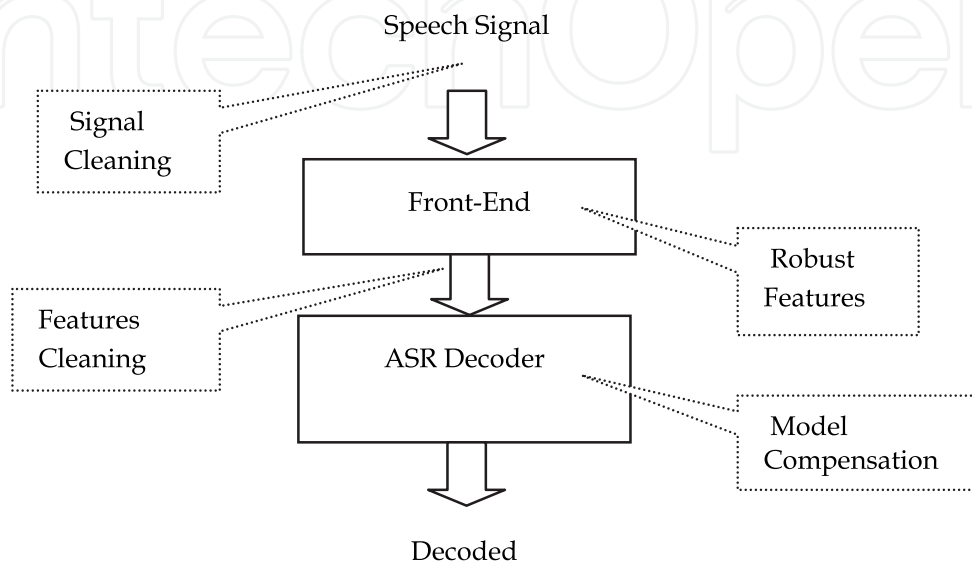 Speech Signal
Signal
Cleaning
Front-End
Robust
Features
Features
Cleaning
ASR Decoder
Model
Compensation
Decoded